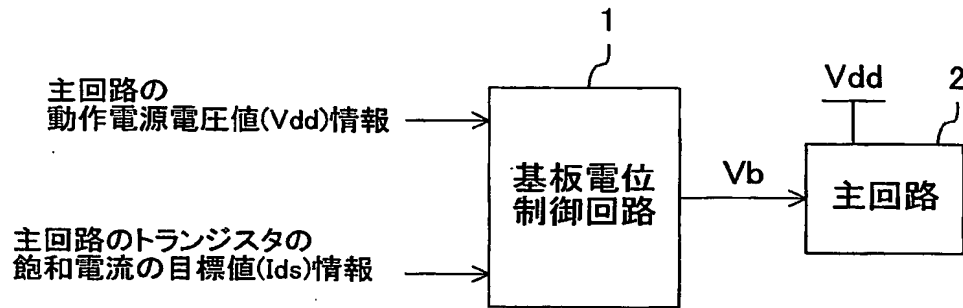 1
主回路の
動作電源電圧値(Vdd)情報
Vdd
2
基板電位
制御回路
Vb
主回路
主回路のトランジスタの
飽和電流の目標値(Ids)情報